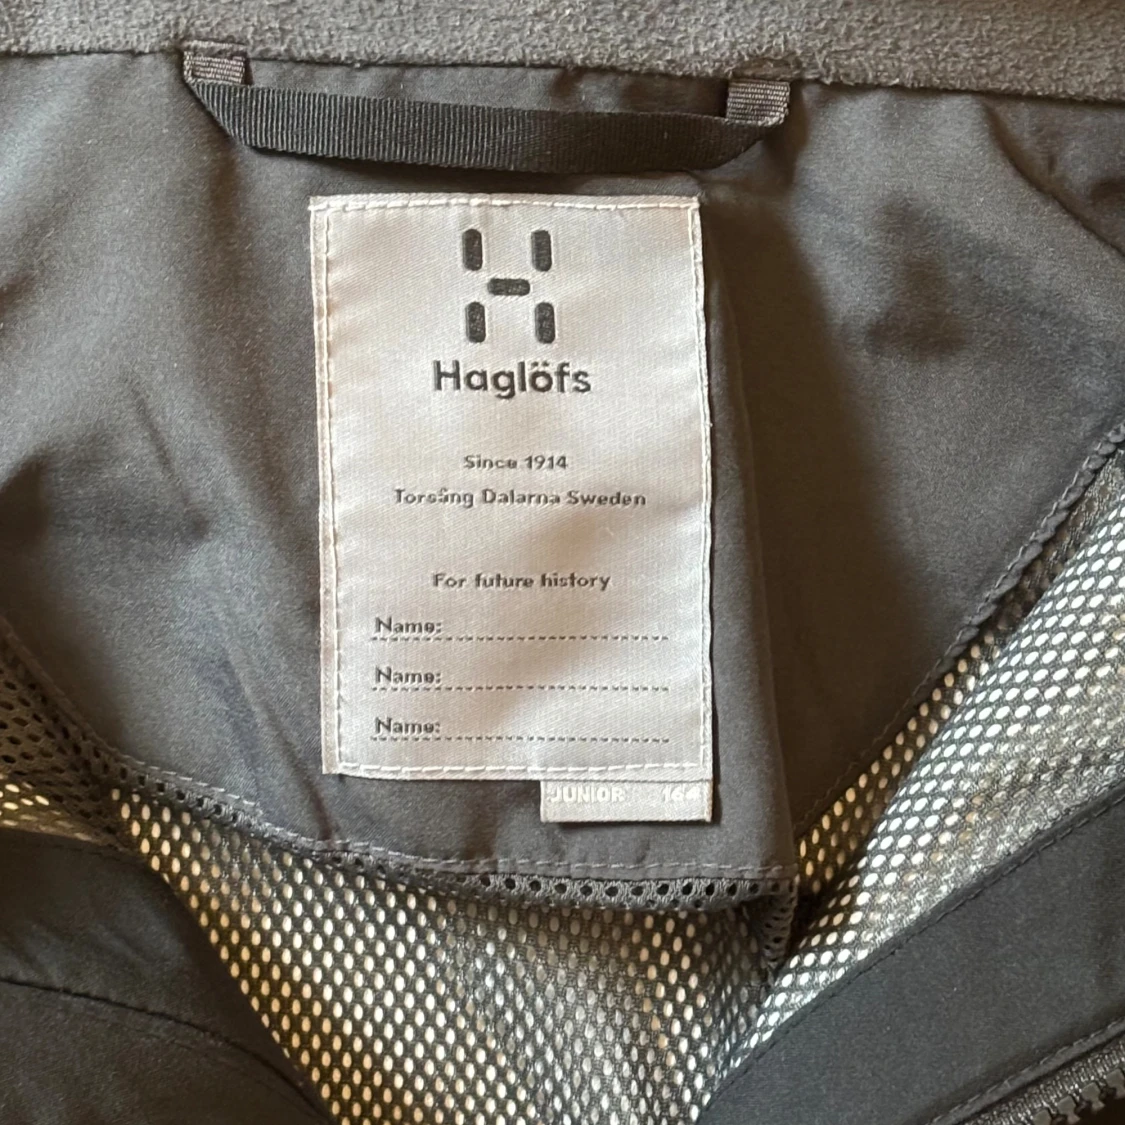 Haglöfs
Since 1914
Torsång Dalarna Sweden
For future history
Name:
Name:
Name:
JUNIOR 164